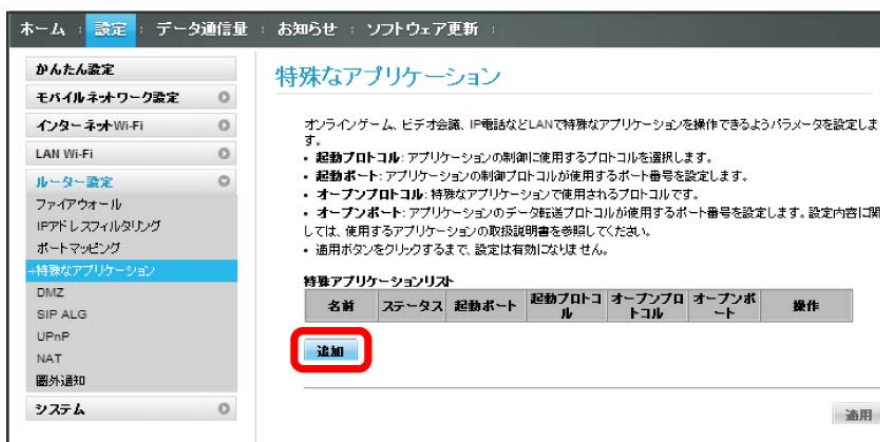 ホーム 設定 データ通信量 お知らせ ソフトウェア更新
かんたん設定
モバイルネットワーク設定
インターネットWi-Fi
LAN Wi-Fi
ルーター設定
ファイアウォール
IPアドレスフィルタリング
ポートマッピング
特殊なアプリケーション
DMZ
SIP ALG
UPnP
NAT
圏外通知
システム
特殊なアプリケーション
オンラインゲーム、ビデオ会議、IP電話などLANで特殊なアプリケーションを操作できるようパラメータを設定しま
す。
• 起動プロトコル: アプリケーションの制御に使用するプロトコルを選択します。
• 起動ポート: アプリケーションの制御プロトコルが使用するポート番号を設定します。
• オープンプロトコル: 特殊なアプリケーションで使用されるプロトコルです。
• オープンポート: アプリケーションのデータ転送プロトコルが使用するポート番号を設定します。設定内容に関
しては、使用するアプリケーションの取扱説明書を参照してください。
• 適用ボタンをクリックするまで、設定は有効になりません。
特殊アプリケーションリスト
名前 ステータス 起動ポート 起動プロトコル オープンプロトコル オープンポート 操作
追加
適用